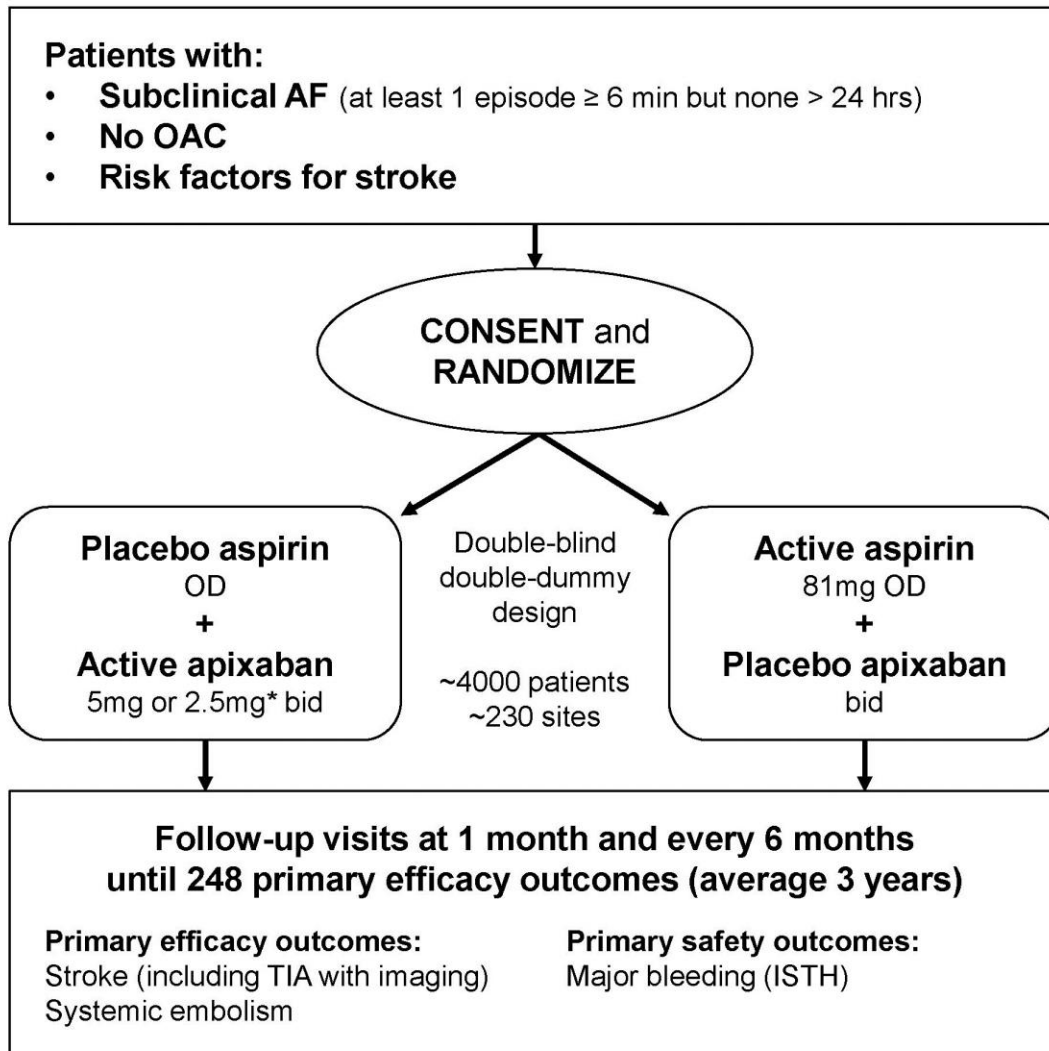 Patients with:
• Subclinical AF (at least 1 episode ≥ 6 min but none > 24 hrs)
• No OAC
• Risk factors for stroke
CONSENT and
RANDOMIZE
Placebo aspirin
OD
+
Active apixaban
5mg or 2.5mg* bid
Double-blind
double-dummy
design
~4000 patients
~230 sites
Active aspirin
81mg OD
+
Placebo apixaban
bid
Follow-up visits at 1 month and every 6 months
until 248 primary efficacy outcomes (average 3 years)
Primary efficacy outcomes:
Stroke (including TIA with imaging)
Systemic embolism
Primary safety outcomes:
Major bleeding (ISTH)